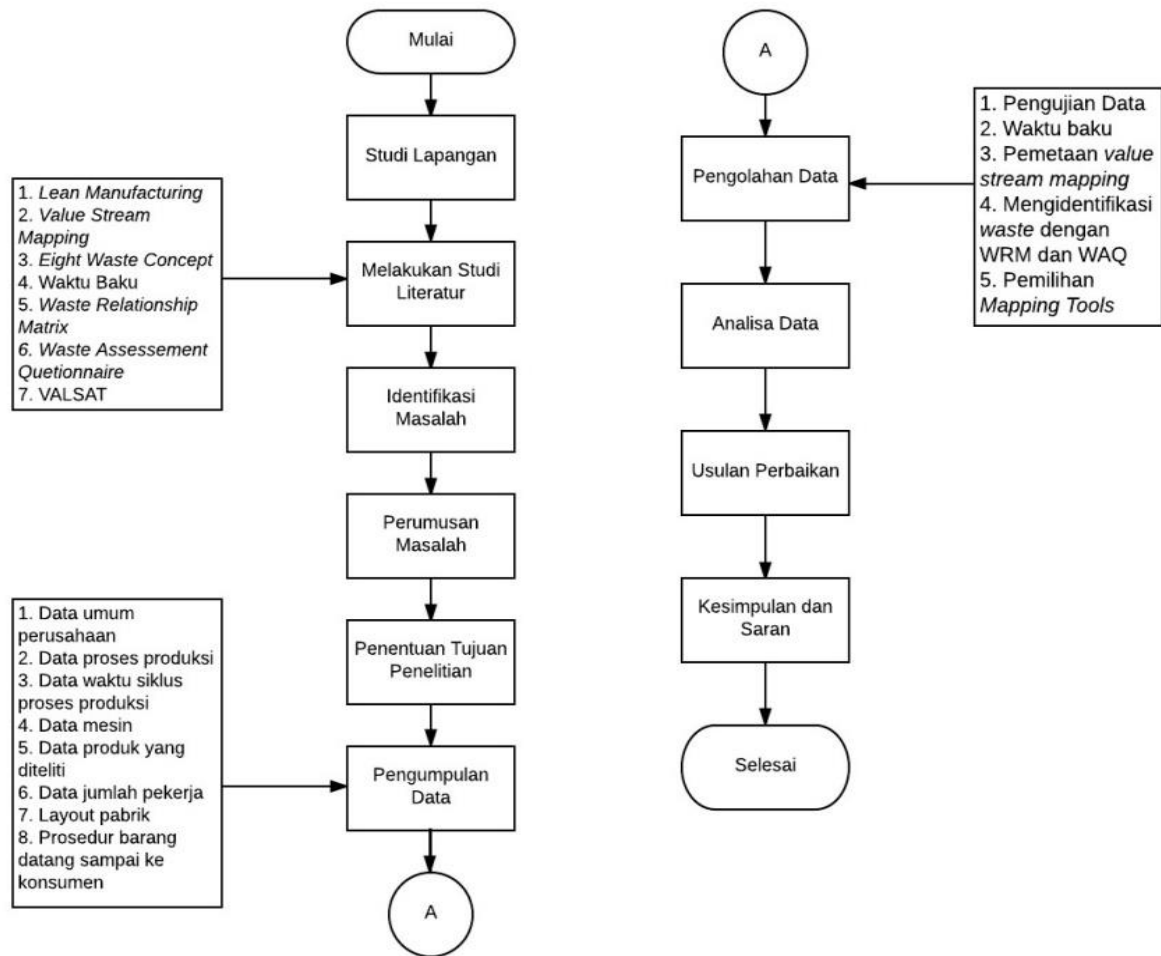 Mulai
Studi Lapangan
1. Lean Manufacturing
2. Value Stream
Mapping
3. Eight Waste Concept
4. Waktu Baku
5. Waste Relationship
Matrix
6. Waste Assessement
Quetionnaire
7. VALSAT
Melakukan Studi
Literatur
Identifikasi
Masalah
Perumusan
Masalah
Penentuan Tujuan
Penelitian
1. Data umum
perusahaan
2. Data proses produksi
3. Data waktu siklus
proses produksi
4. Data mesin
5. Data produk yang
diteliti
6. Data jumlah pekerja
7. Layout pabrik
8. Prosedur barang
datang sampai ke
konsumen
Pengumpulan
Data
A
A
Pengolahan Data
1. Pengujian Data
2. Waktu baku
3. Pemetaan value
stream mapping
4. Mengidentifikasi
waste dengan
WRM dan WAQ
5. Pemilihan
Mapping Tools
Analisa Data
Usulan Perbaikan
Kesimpulan dan
Saran
Selesai